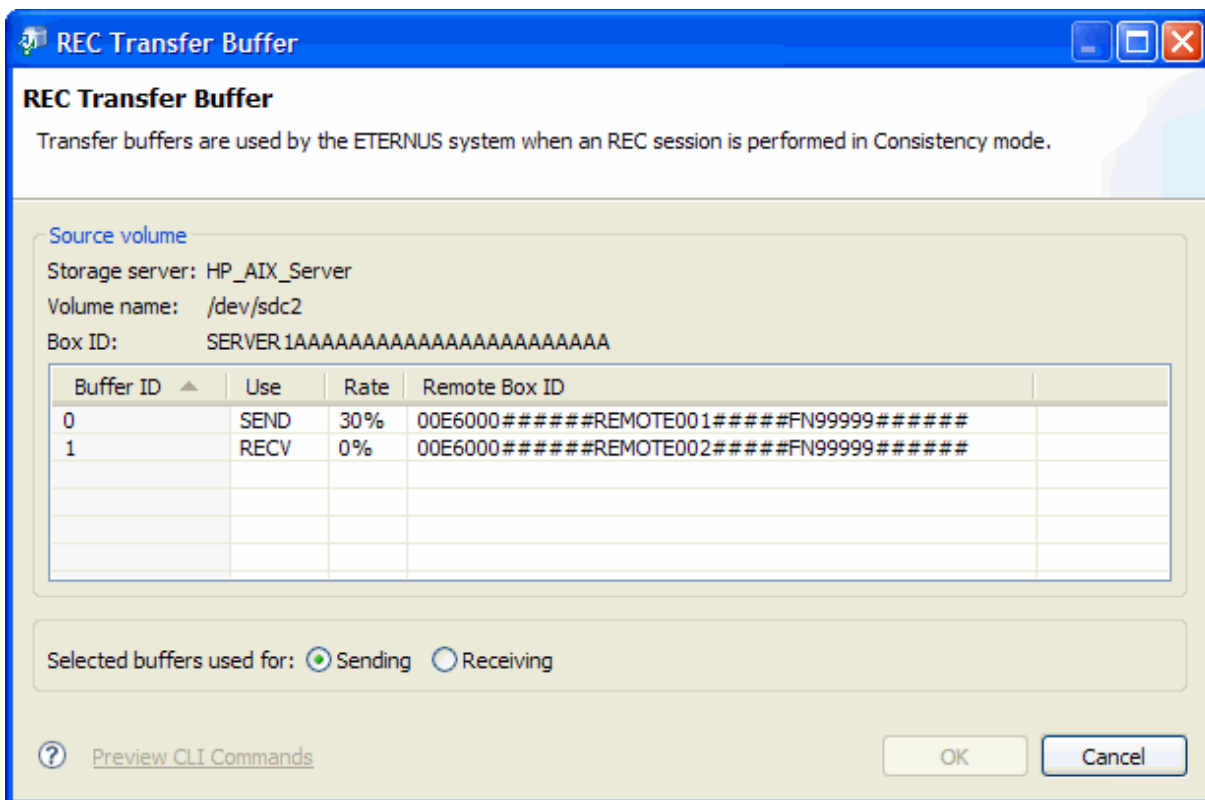 REC Transfer Buffer
REC Transfer Buffer
Transfer buffers are used by the ETERNUS system when an REC session is performed in Consistency mode.
Source volume
Storage server: HP_AIX_Server
Volume name: /dev/sdc2
Box ID: SERVER1AAAAAAAAAAAAAAAAAAAAAAA
Buffer ID Use Rate Remote Box ID
0 SEND 30% 00E6000######REMOTE001#####FN99999######
1 RECV 0% 00E6000######REMOTE002#####FN99999######
Selected buffers used for: Sending Receiving
? Preview CLI Commands OK Cancel